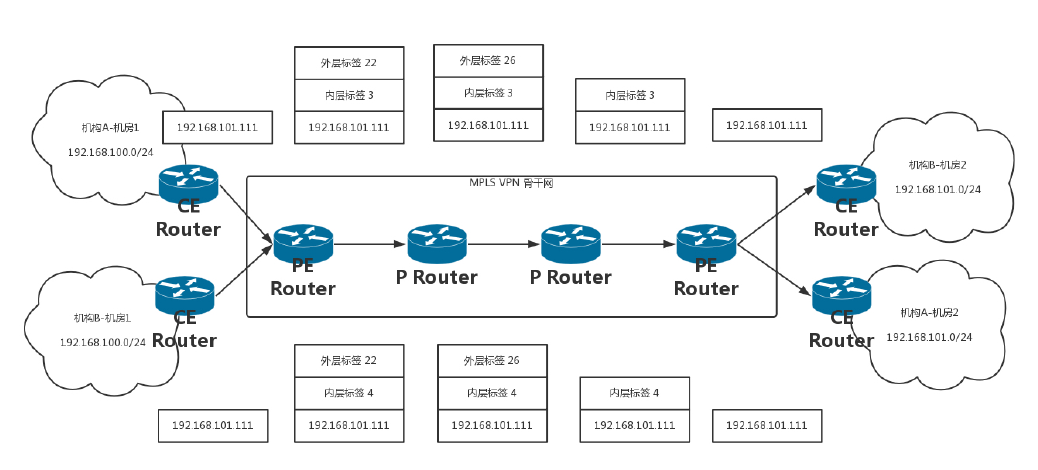 外层标签 22
内层标签 3
192.168.101.111
外层标签 26
内层标签 3
192.168.101.111
内层标签 3
192.168.101.111
192.168.101.111
192.168.101.111
机构A-机房1
192.168.100.0/24
CE
Router
机构B-机房2
192.168.101.0/24
CE
Router
MPLS VPN 骨干网
PE
Router
P Router
P Router
PE
Router
机构B-机房1
192.168.100.0/24
CE
Router
机构A-机房2
192.168.101.0/24
CE
Router
外层标签 22
内层标签 4
192.168.101.111
外层标签 26
内层标签 4
192.168.101.111
内层标签 4
192.168.101.111
192.168.101.111
192.168.101.111